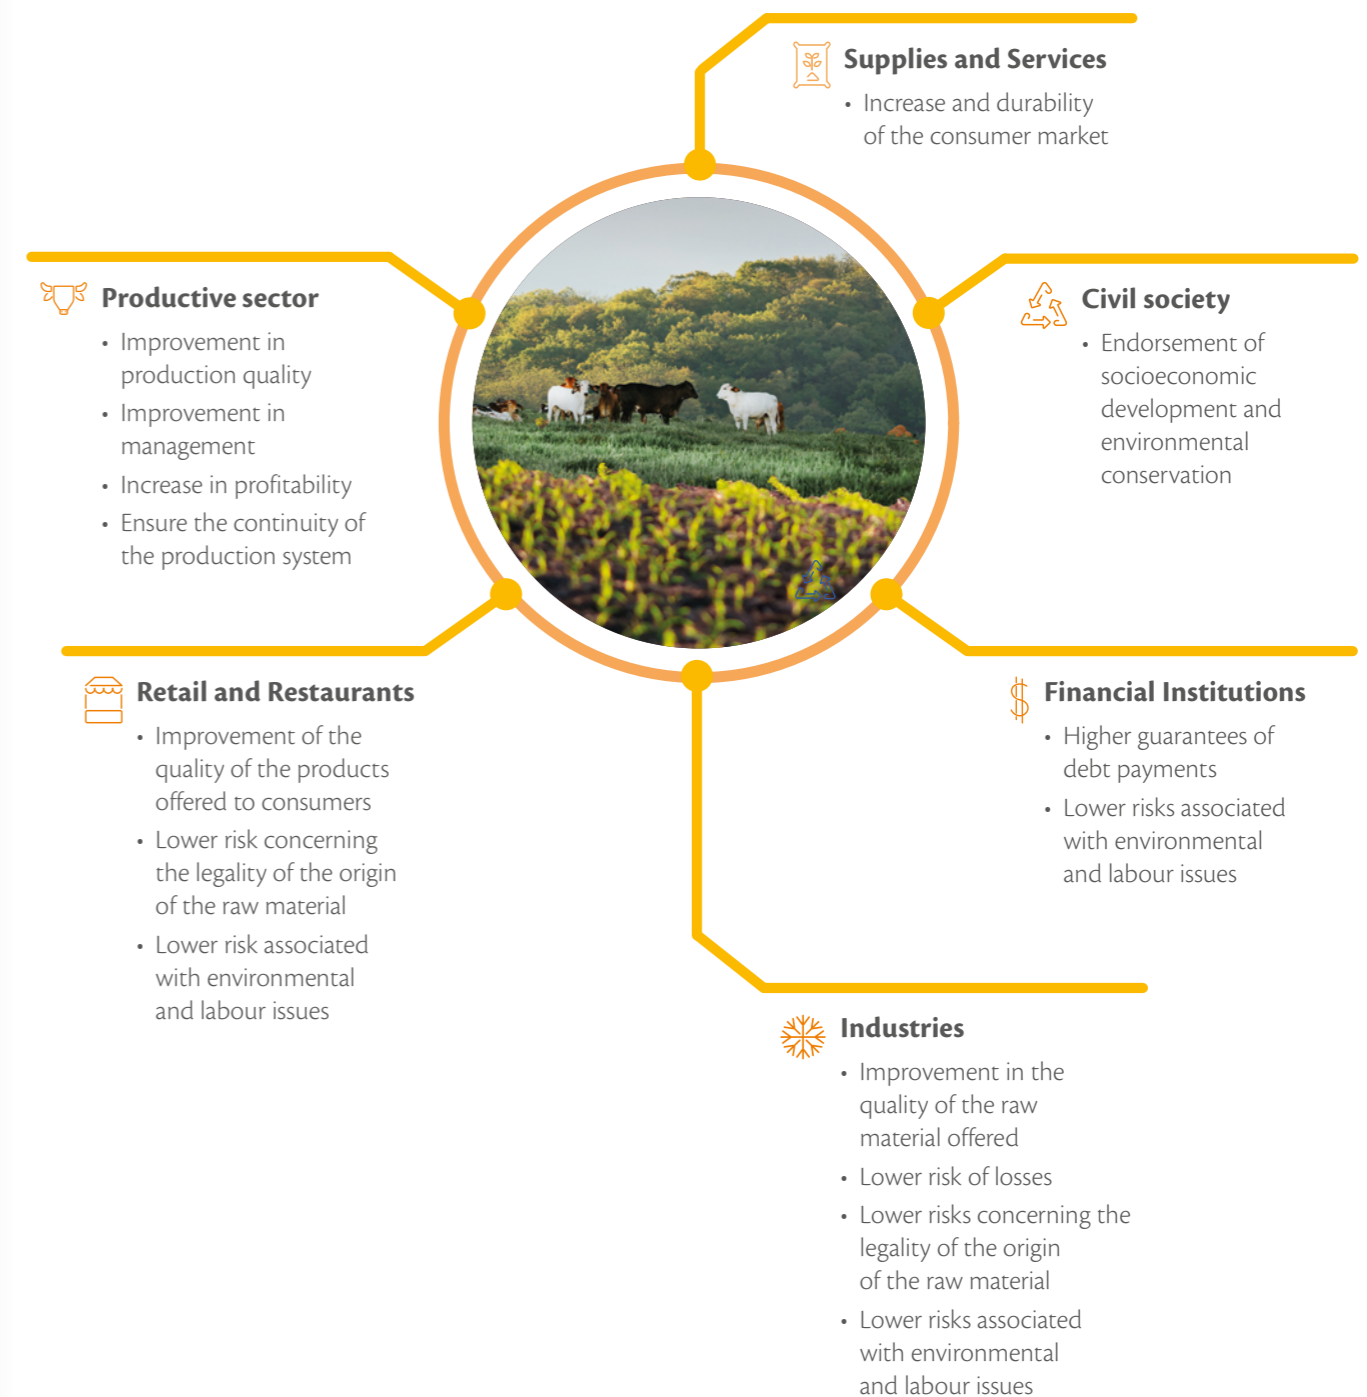 Supplies and Services
• Increase and durability
of the consumer market
Productive sector
• Improvement in
production quality
• Improvement in
management
• Increase in profitability
• Ensure the continuity of
the production system
Civil society
• Endorsement of
socioeconomic
development and
environmental
conservation
Retail and Restaurants
• Improvement of the
quality of the products
offered to consumers
• Lower risk concerning
the legality of the origin
of the raw material
• Lower risk associated
with environmental
and labour issues
Financial Institutions
• Higher guarantees of
debt payments
• Lower risks associated
with environmental
and labour issues
Industries
• Improvement in the
quality of the raw
material offered
• Lower risk of losses
• Lower risks concerning the
legality of the origin
of the raw material
• Lower risks associated
with environmental
and labour issues